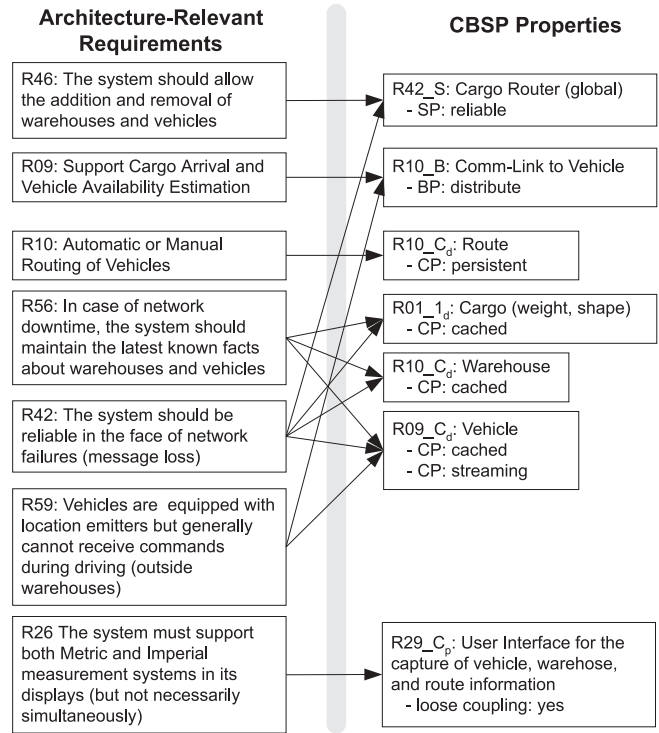 Architecture-Relevant
Requirements
R46: The system should allow
the addition and removal of
warehouses and vehicles
R09: Support Cargo Arrival and
Vehicle Availability Estimation
R10: Automatic or Manual
Routing of Vehicles
R56: In case of network
downtime, the system should
maintain the latest known facts
about warehouses and vehicles
R42: The system should be
reliable in the face of network
failures (message loss)
R59: Vehicles are equipped with
location emitters but generally
cannot receive commands
during driving (outside
warehouses)
R26 The system must support
both Metric and Imperial
measurement systems in its
displays (but not necessarily
simultaneously)
CBSP Properties
R42_S: Cargo Router (global)
- SP: reliable
R10_B: Comm-Link to Vehicle
- BP: distribute
R10_Cd: Route
- CP: persistent
R01_1d: Cargo (weight, shape)
- CP: cached
R10_Cd: Warehouse
- CP: cached
R09_Cd: Vehicle
- CP: cached
- CP: streaming
R29_Cp: User Interface for the
capture of vehicle, warehose,
and route information
- loose coupling: yes